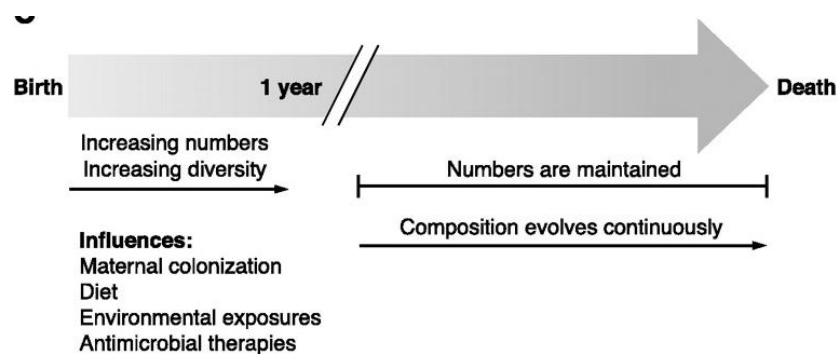 Birth
1 year
Death
Increasing numbers
Increasing diversity
Numbers are maintained
Composition evolves continuously
Influences:
Maternal colonization
Diet
Environmental exposures
Antimicrobial therapies